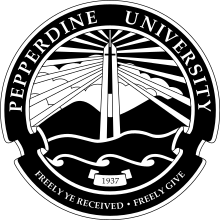 PEPPERDINE UNIVERSITY
1937
FREELY YE RECEIVED • FREELY GIVE